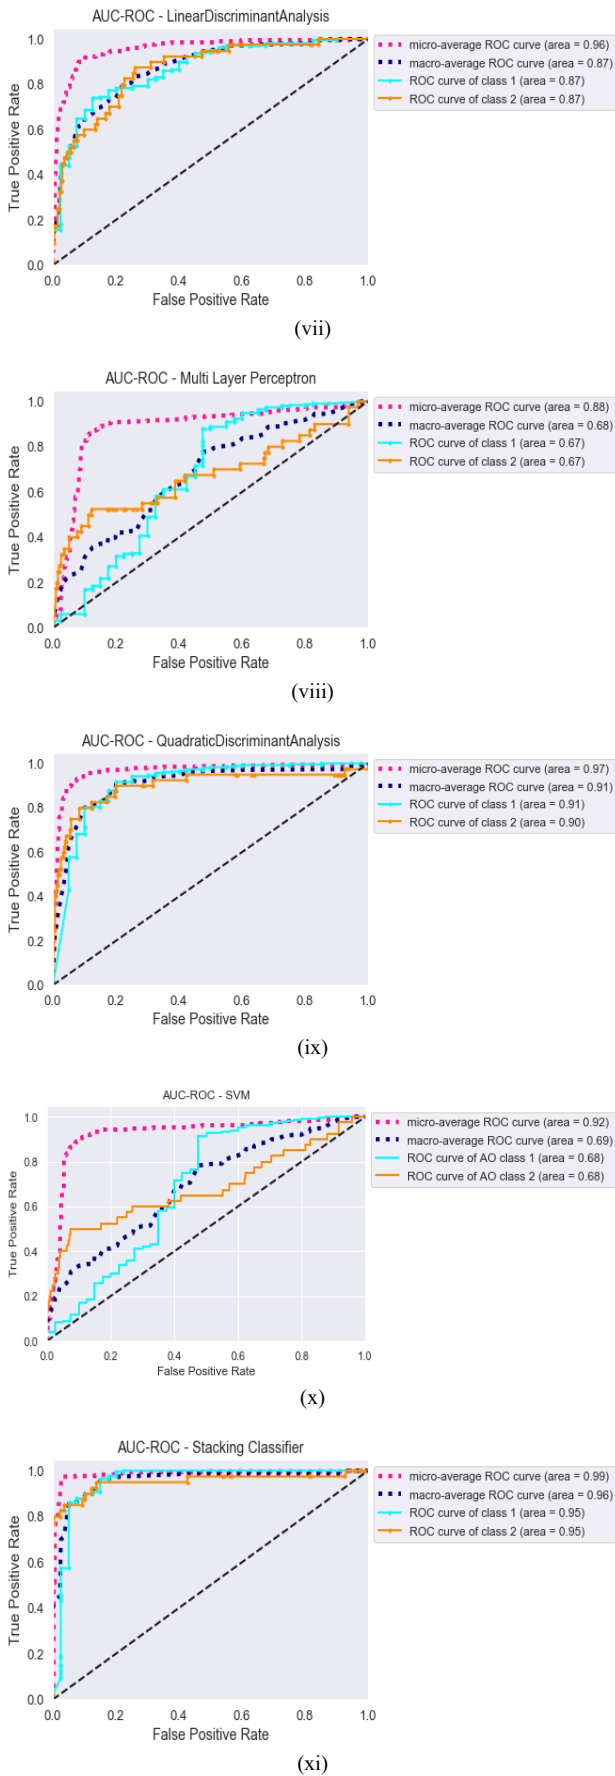 AUC-ROC - LinearDiscriminantAnalysis
1.0
0.8
0.6
0.4
0.2
0.0
True Positive Rate
0.0 0.2 0.4 0.6 0.8 1.0
False Positive Rate
micro-average ROC curve (area = 0.96)
macro-average ROC curve (area = 0.87)
ROC curve of class 1 (area = 0.87)
ROC curve of class 2 (area = 0.87)
(vii)
AUC-ROC - Multi Layer Perceptron
1.0
0.8
0.6
0.4
0.2
0.0
True Positive Rate
0.0 0.2 0.4 0.6 0.8 1.0
False Positive Rate
micro-average ROC curve (area = 0.88)
macro-average ROC curve (area = 0.68)
ROC curve of class 1 (area = 0.67)
ROC curve of class 2 (area = 0.67)
(viii)
AUC-ROC - QuadraticDiscriminantAnalysis
1.0
0.8
0.6
0.4
0.2
0.0
True Positive Rate
0.0 0.2 0.4 0.6 0.8 1.0
False Positive Rate
micro-average ROC curve (area = 0.97)
macro-average ROC curve (area = 0.91)
ROC curve of class 1 (area = 0.91)
ROC curve of class 2 (area = 0.90)
(ix)
AUC-ROC - SVM
1.0
0.8
0.6
0.4
0.2
0.0
True Positive Rate
0.0 0.2 0.4 0.6 0.8 1.0
False Positive Rate
micro-average ROC curve (area = 0.92)
macro-average ROC curve (area = 0.69)
ROC curve of AO class 1 (area = 0.68)
ROC curve of AO class 2 (area = 0.68)
(x)
AUC-ROC - Stacking Classifier
1.0
0.8
0.6
0.4
0.2
0.0
True Positive Rate
0.0 0.2 0.4 0.6 0.8 1.0
False Positive Rate
micro-average ROC curve (area = 0.99)
macro-average ROC curve (area = 0.96)
ROC curve of class 1 (area = 0.95)
ROC curve of class 2 (area = 0.95)
(xi)